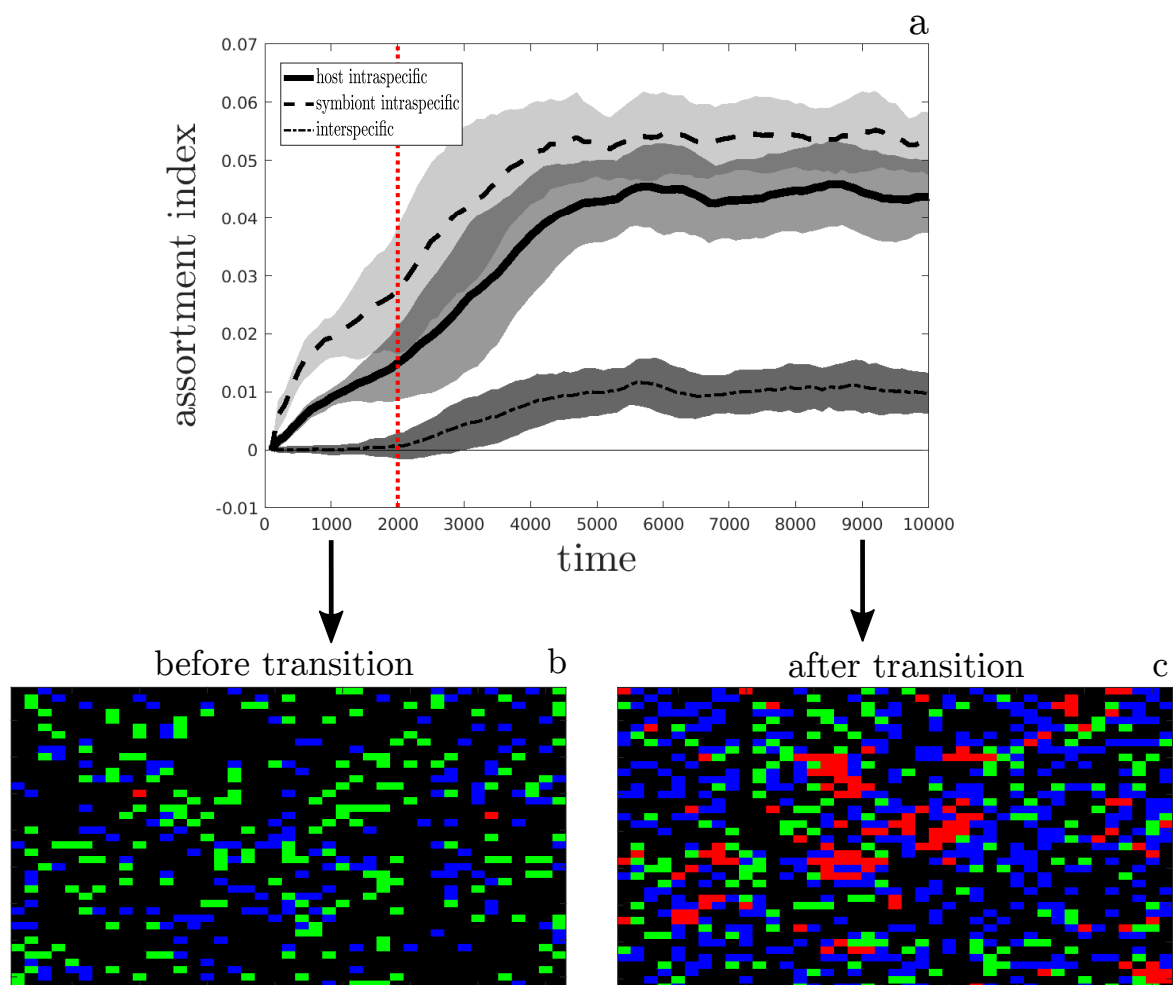 a
0.07
0.06
0.05
0.04
0.03
0.02
0.01
0
-0.01
assortment index
host intraspecific
symbiont intraspecific
interspecific
0 1000 2000 3000 4000 5000 6000 7000 8000 9000 10000
time
before transition b
after transition c